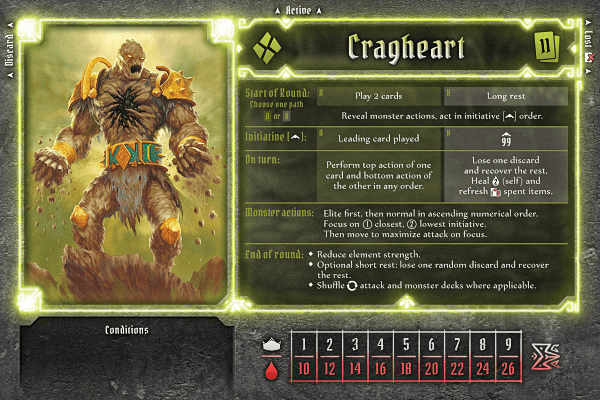 Active
Discard
Lost
Cragheart
11
Start of Round:
Choose one path
A or B
A Play 2 cards
B Long rest
Reveal monster actions, act in initiative [ ] order.
Initiative [ ]:
A Leading card played
B 99
On turn:
Perform top action of one
card and bottom action of
the other in any order.
Lose one discard
and recover the rest.
Heal 2 (self) and
refresh spent items.
Monster actions:
Elite first, then normal in ascending numerical order.
Focus on ① closest, ② lowest initiative.
Then move to maximize attack on focus.
End of round:
◆ Reduce element strength.
◆ Optional short rest: lose one random discard and recover
the rest.
◆ Shuffle attack and monster decks where applicable.
Conditions
1 2 3 4 5 6 7 8 9
10 12 14 16 18 20 22 24 26